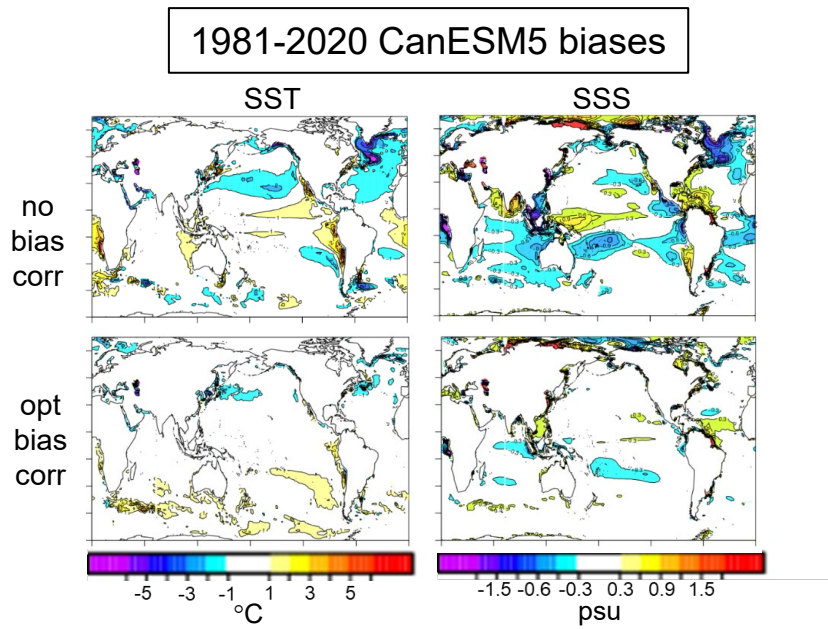 1981-2020 CanESM5 biases
SST
SSS
no
bias
corr
opt
bias
corr
-5 -3 -1 1 3 5
°C
-1.5 -0.6 -0.3 0.3 0.9 1.5
psu